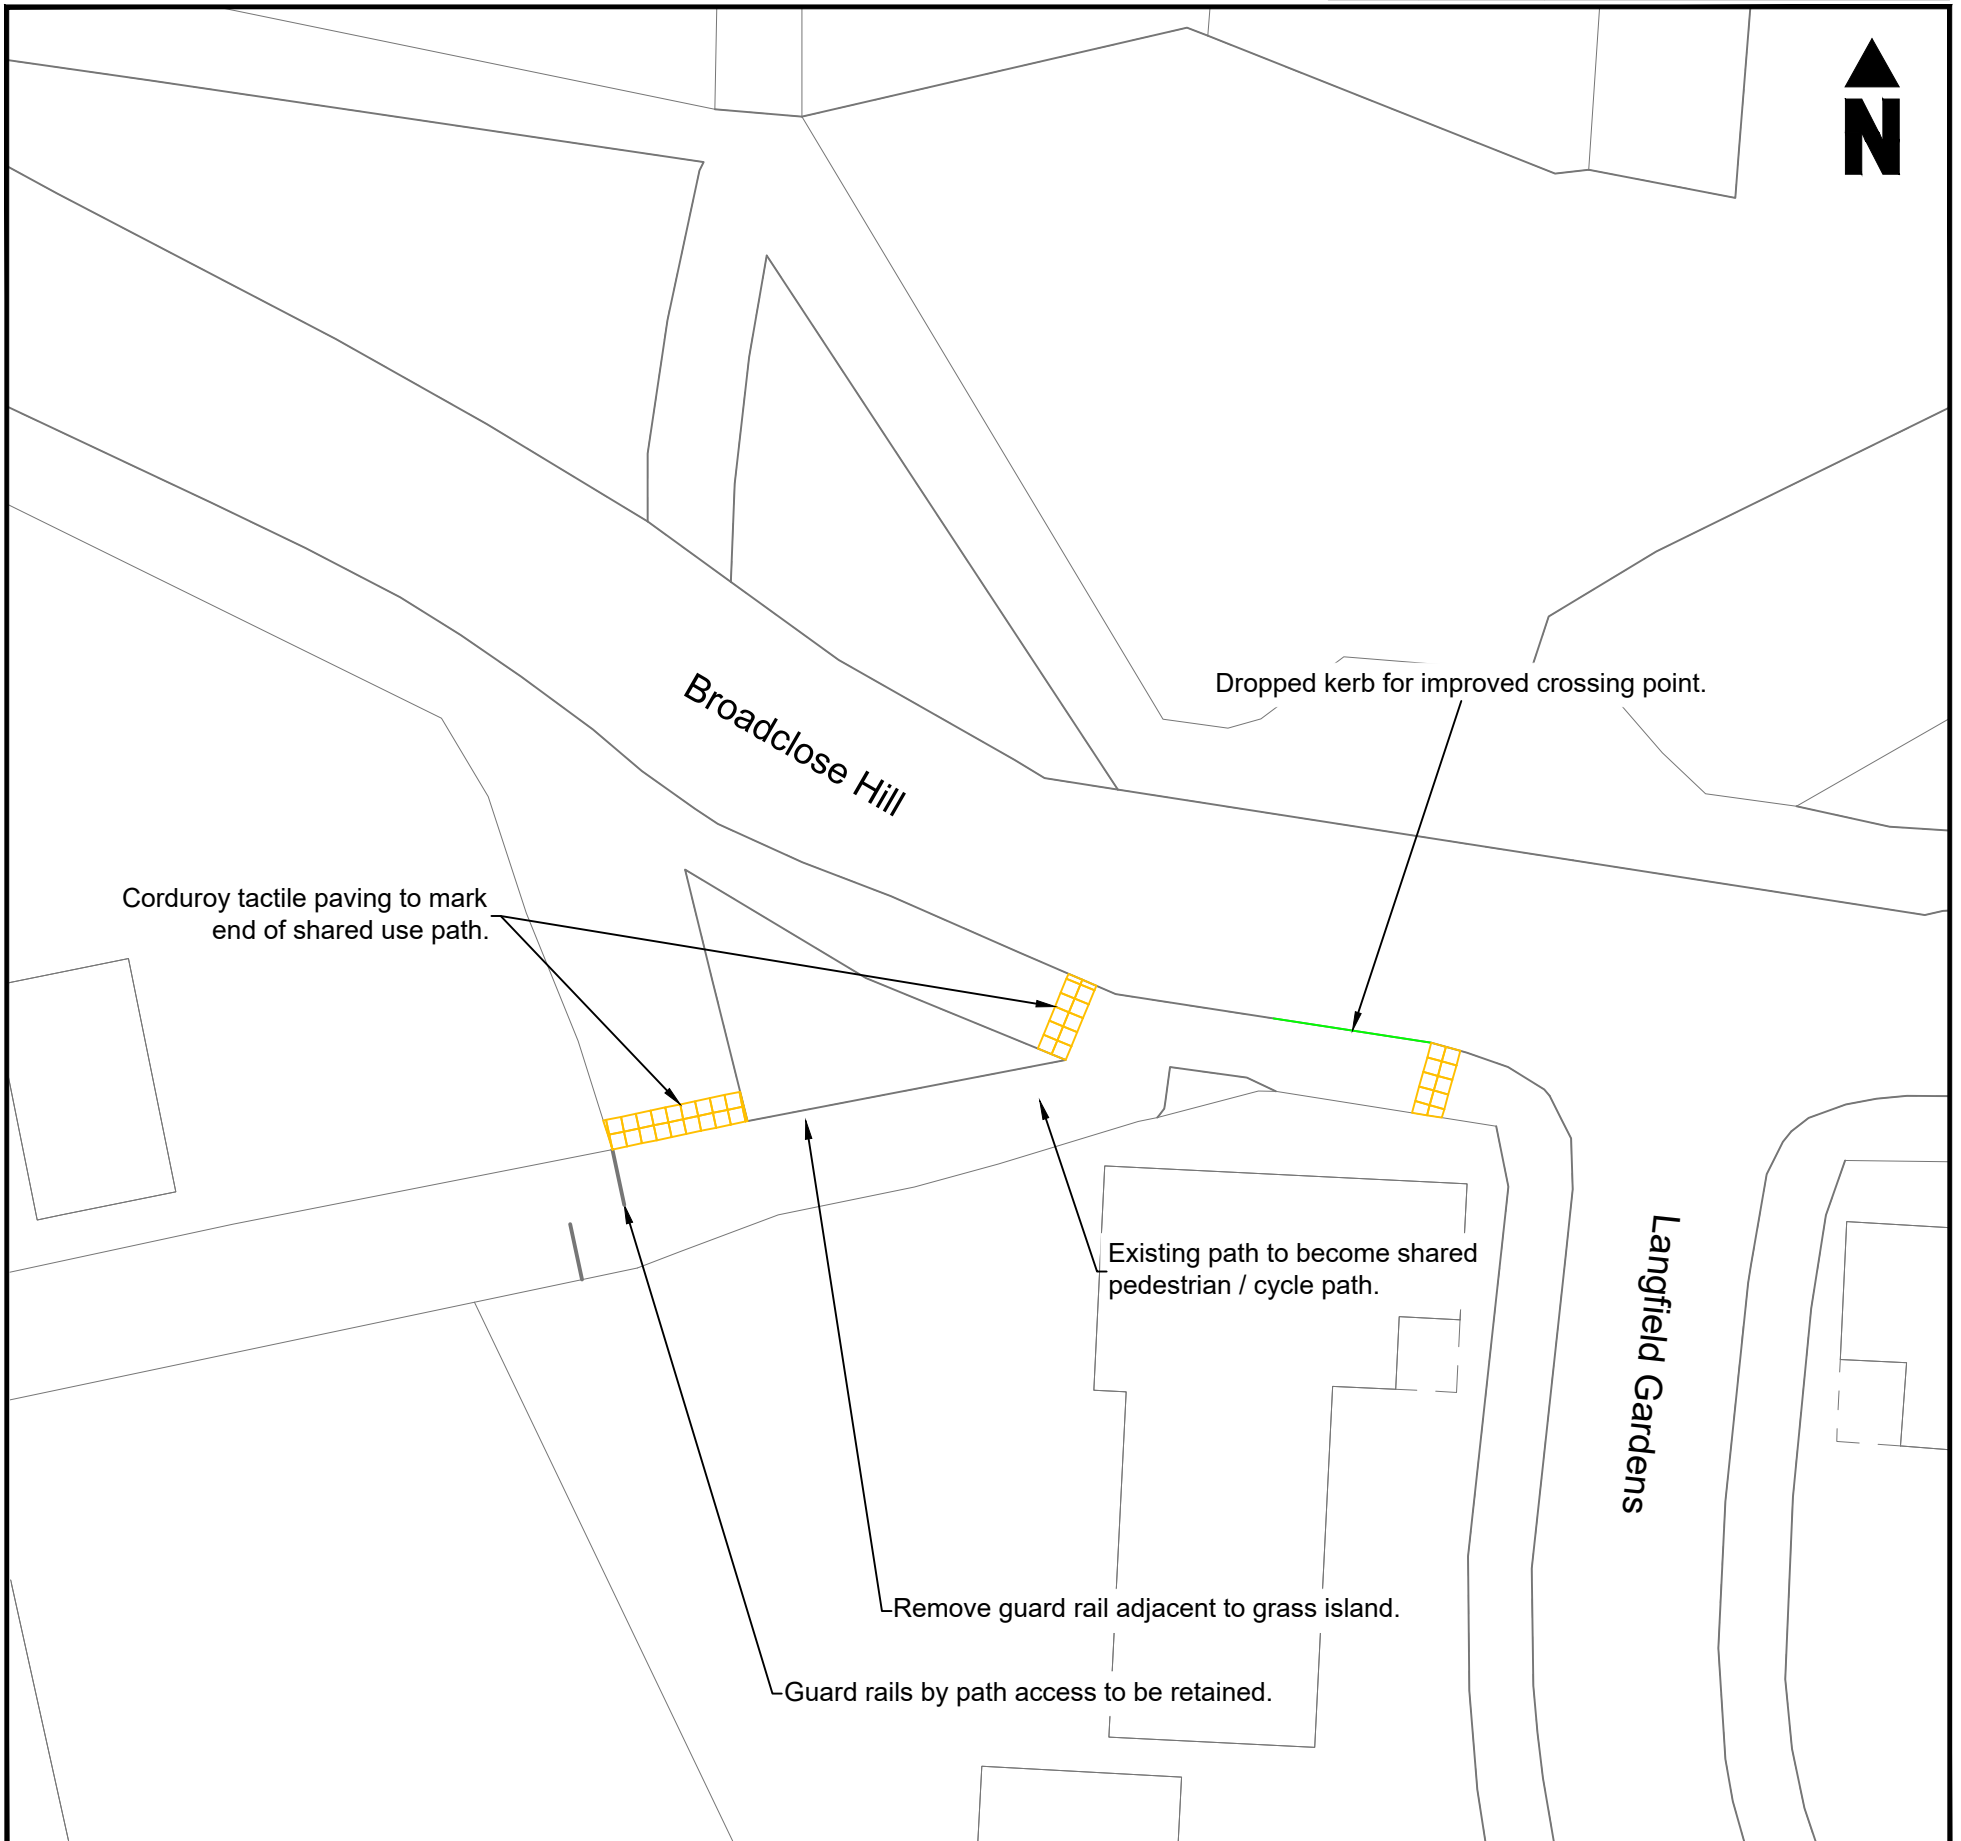 N
Dropped kerb for improved crossing point.
Broadclose Hill
Corduroy tactile paving to mark
end of shared use path.
Existing path to become shared
pedestrian / cycle path.
Langfield Gardens
Remove guard rail adjacent to grass island.
Guard rails by path access to be retained.